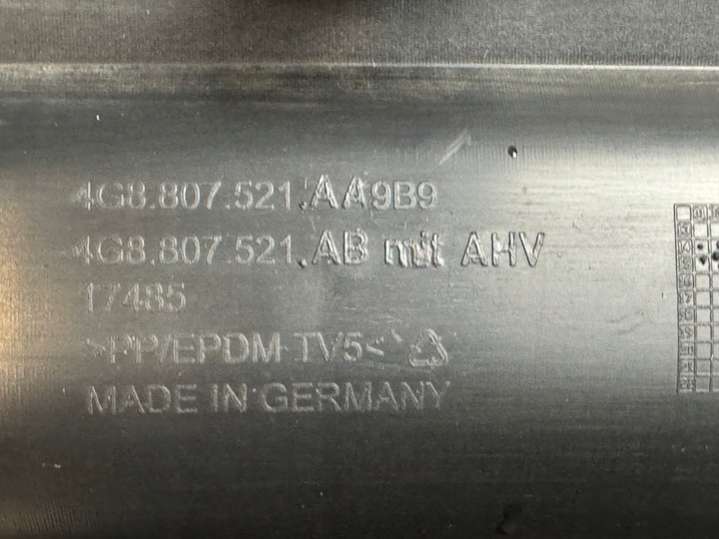 4G8.807.521.AA9B9
4G8.807.521.AB mit AHV
17485
>PP/EPDM-TV5<
MADE IN GERMANY